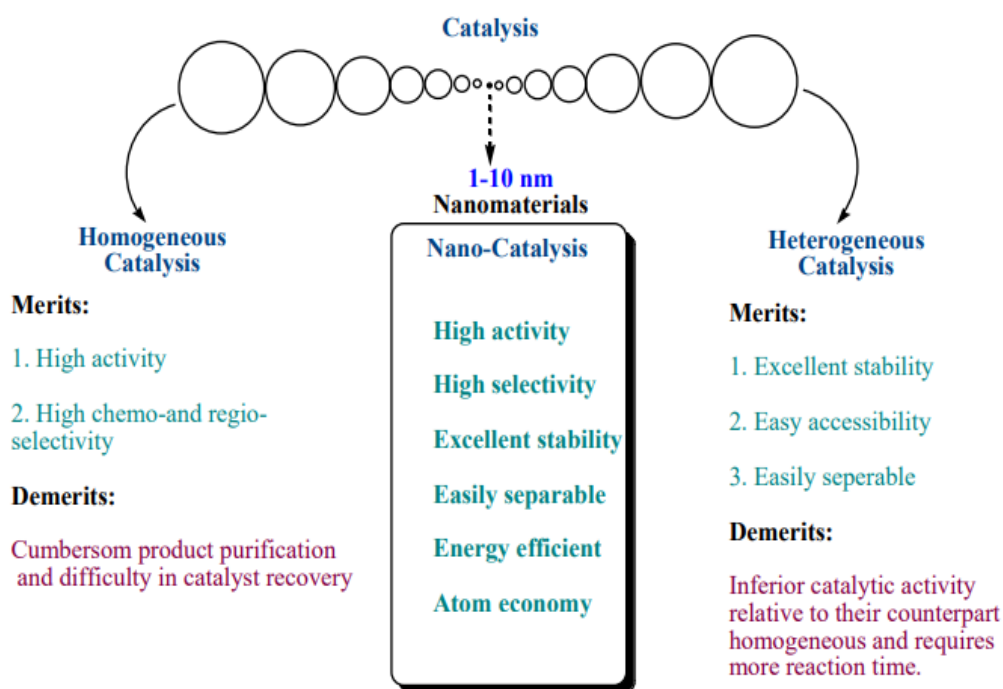 Catalysis
1-10 nm
Nanomaterials
Homogeneous
Catalysis
Merits:
1. High activity
2. High chemo-and regio-
selectivity
Demerits:
Cumbersom product purification
and difficulty in catalyst recovery
Nano-Catalysis
High activity
High selectivity
Excellent stability
Easily separable
Energy efficient
Atom economy
Heterogeneous
Catalysis
Merits:
1. Excellent stability
2. Easy accessibility
3. Easily seperable
Demerits:
Inferior catalytic activity
relative to their counterpart
homogeneous and requires
more reaction time.